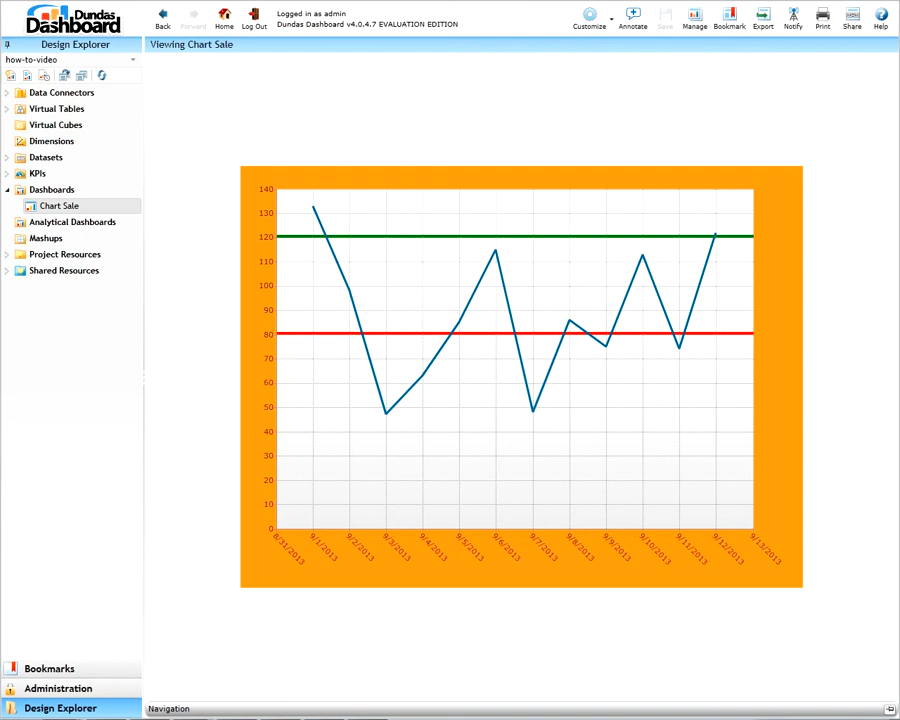 Dundas
Dashboard
Back
Forward
Home
Log Out
Logged in as admin
Dundas Dashboard v4.0.4.7 EVALUATION EDITION
Customize
Annotate
Save
Manage
Bookmark
Export
Notify
Print
Share
Help
Design Explorer
Viewing Chart Sale
how-to-video
Data Connectors
Virtual Tables
Virtual Cubes
Dimensions
Datasets
KPIs
Dashboards
Chart Sale
Analytical Dashboards
Mashups
Project Resources
Shared Resources
140
130
120
110
100
90
80
70
60
50
40
30
20
10
0
8/31/2013
9/1/2013
9/2/2013
9/3/2013
9/4/2013
9/5/2013
9/6/2013
9/7/2013
9/8/2013
9/9/2013
9/10/2013
9/11/2013
9/12/2013
9/13/2013
Bookmarks
Administration
Design Explorer
Navigation